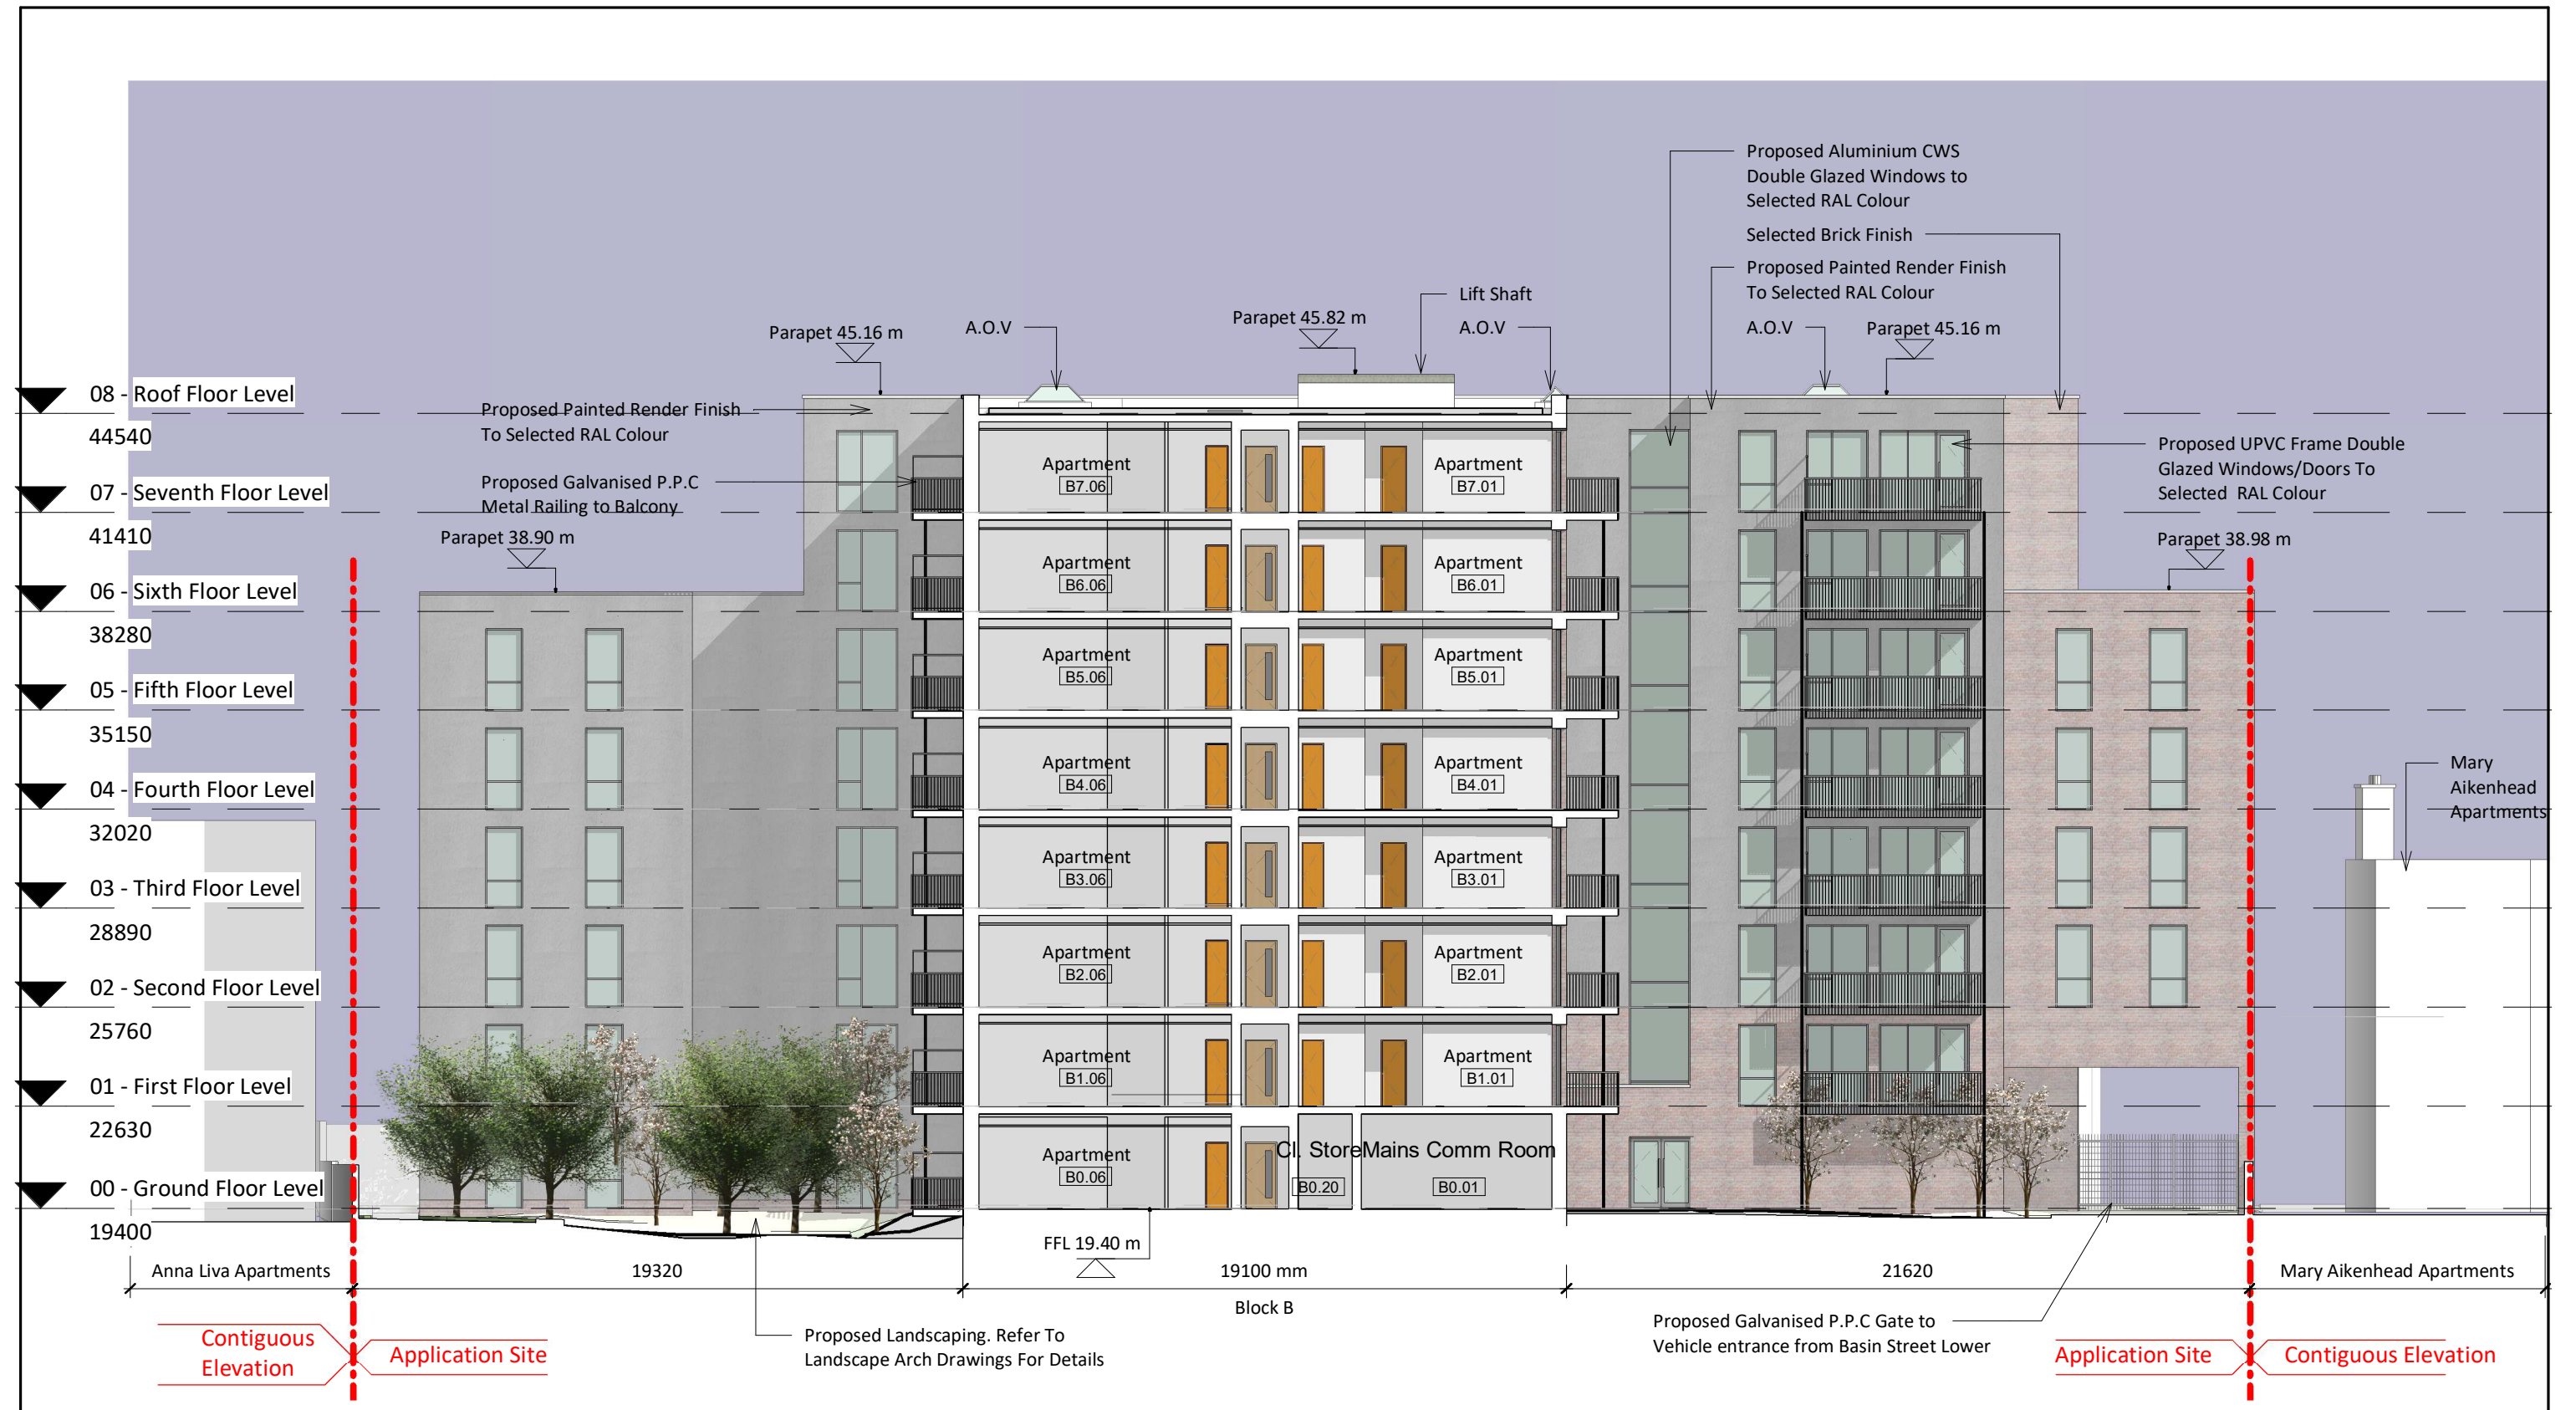 Proposed Aluminium CWS
Double Glazed Windows to
Selected RAL Colour
Selected Brick Finish
Proposed Painted Render Finish
To Selected RAL Colour
Lift Shaft
Parapet 45.16 m
A.O.V
Parapet 45.82 m
A.O.V
A.O.V
Parapet 45.16 m
Proposed Painted Render Finish
To Selected RAL Colour
Proposed Galvanised P.P.C
Metal Railing to Balcony
Parapet 38.90 m
Proposed UPVC Frame Double
Glazed Windows/Doors To
Selected RAL Colour
Parapet 38.98 m
Mary
Aikenhead
Apartments
08 - Roof Floor Level
44540
07 - Seventh Floor Level
41410
06 - Sixth Floor Level
38280
05 - Fifth Floor Level
35150
04 - Fourth Floor Level
32020
03 - Third Floor Level
28890
02 - Second Floor Level
25760
01 - First Floor Level
22630
00 - Ground Floor Level
19400
Apartment
B7.06
Apartment
B7.01
Apartment
B6.06
Apartment
B6.01
Apartment
B5.06
Apartment
B5.01
Apartment
B4.06
Apartment
B4.01
Apartment
B3.06
Apartment
B3.01
Apartment
B2.06
Apartment
B2.01
Apartment
B1.06
Apartment
B1.01
Apartment
B0.06
Cl. Store
B0.20
Mains Comm Room
B0.01
FFL 19.40 m
Anna Liva Apartments
19320
19100 mm
21620
Mary Aikenhead Apartments
Block B
Contiguous
Elevation
Application Site
Proposed Landscaping. Refer To
Landscape Arch Drawings For Details
Proposed Galvanised P.P.C Gate to
Vehicle entrance from Basin Street Lower
Application Site
Contiguous Elevation